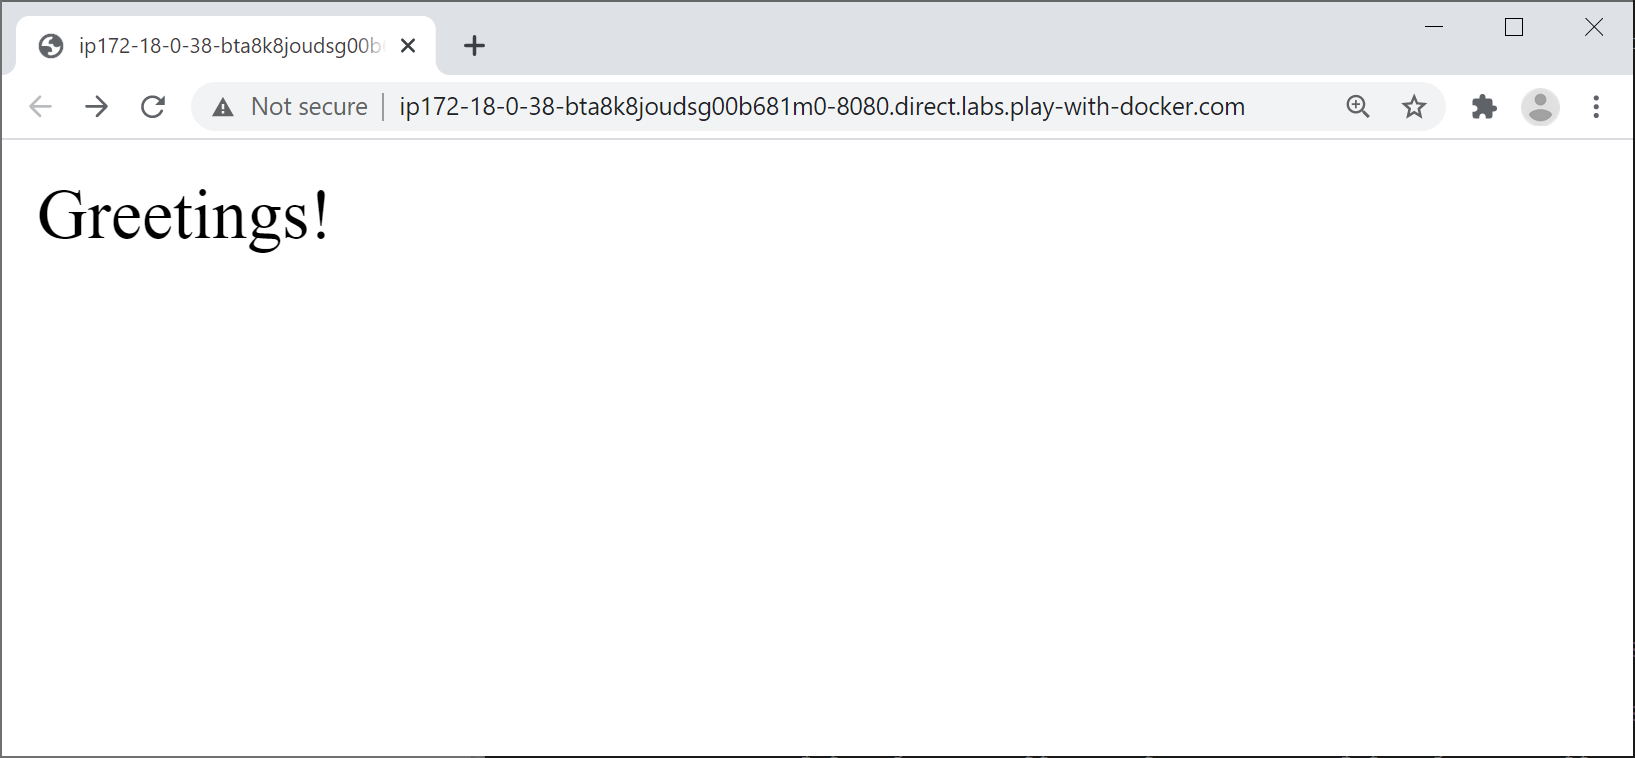 ip172-18-0-38-bta8k8joudsg00b
Not secure
ip172-18-0-38-bta8k8joudsg00b681m0-8080.direct.labs.play-with-docker.com
Greetings!